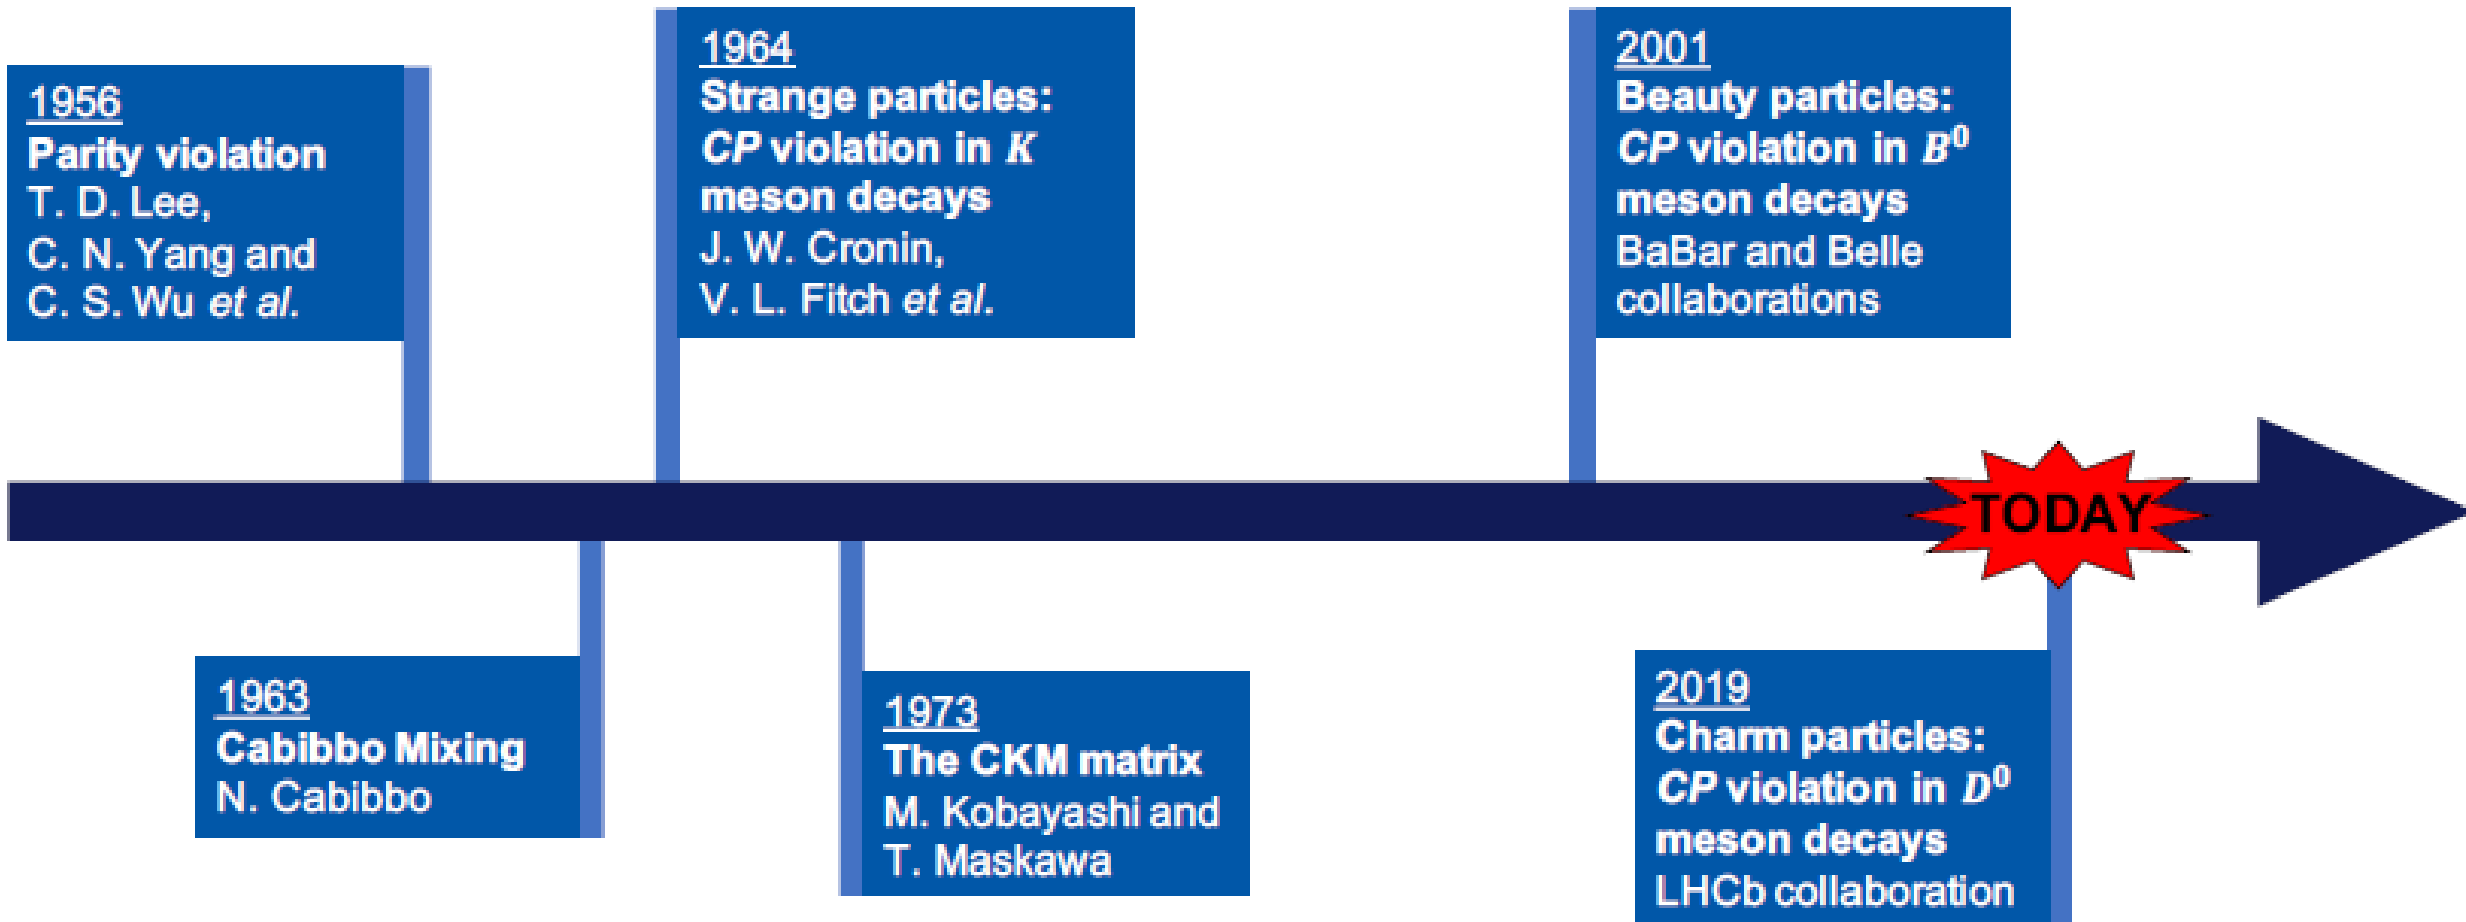 1956
Parity violation
T. D. Lee,
C. N. Yang and
C. S. Wu et al.
1964
Strange particles:
CP violation in K
meson decays
J. W. Cronin,
V. L. Fitch et al.
2001
Beauty particles:
CP violation in B⁰
meson decays
BaBar and Belle
collaborations
TODAY
1963
Cabibbo Mixing
N. Cabibbo
1973
The CKM matrix
M. Kobayashi and
T. Maskawa
2019
Charm particles:
CP violation in D⁰
meson decays
LHCb collaboration